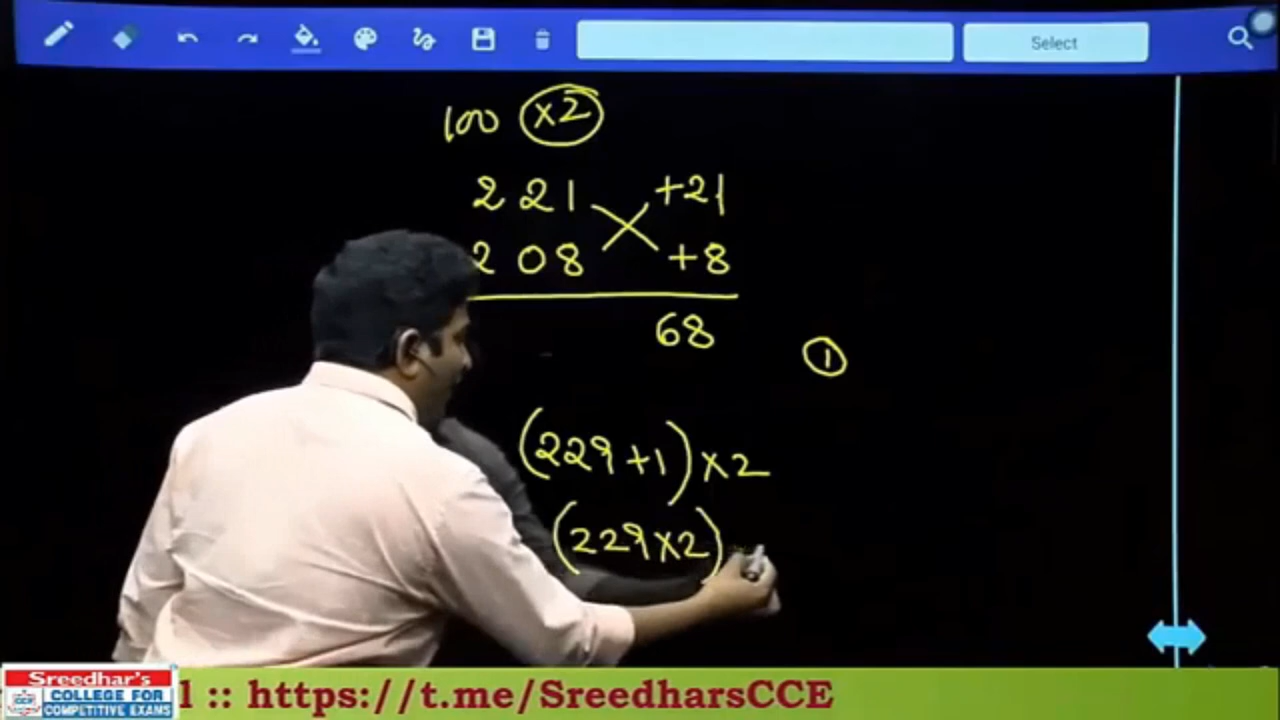 Select
100 ×2
221 +21
208 +8
68
1
(229+1)×2
(229×2)
Sreedhar's
CCE
COLLEGE FOR
COMPETITIVE EXAMS
l :: https://t.me/SreedharsCCE